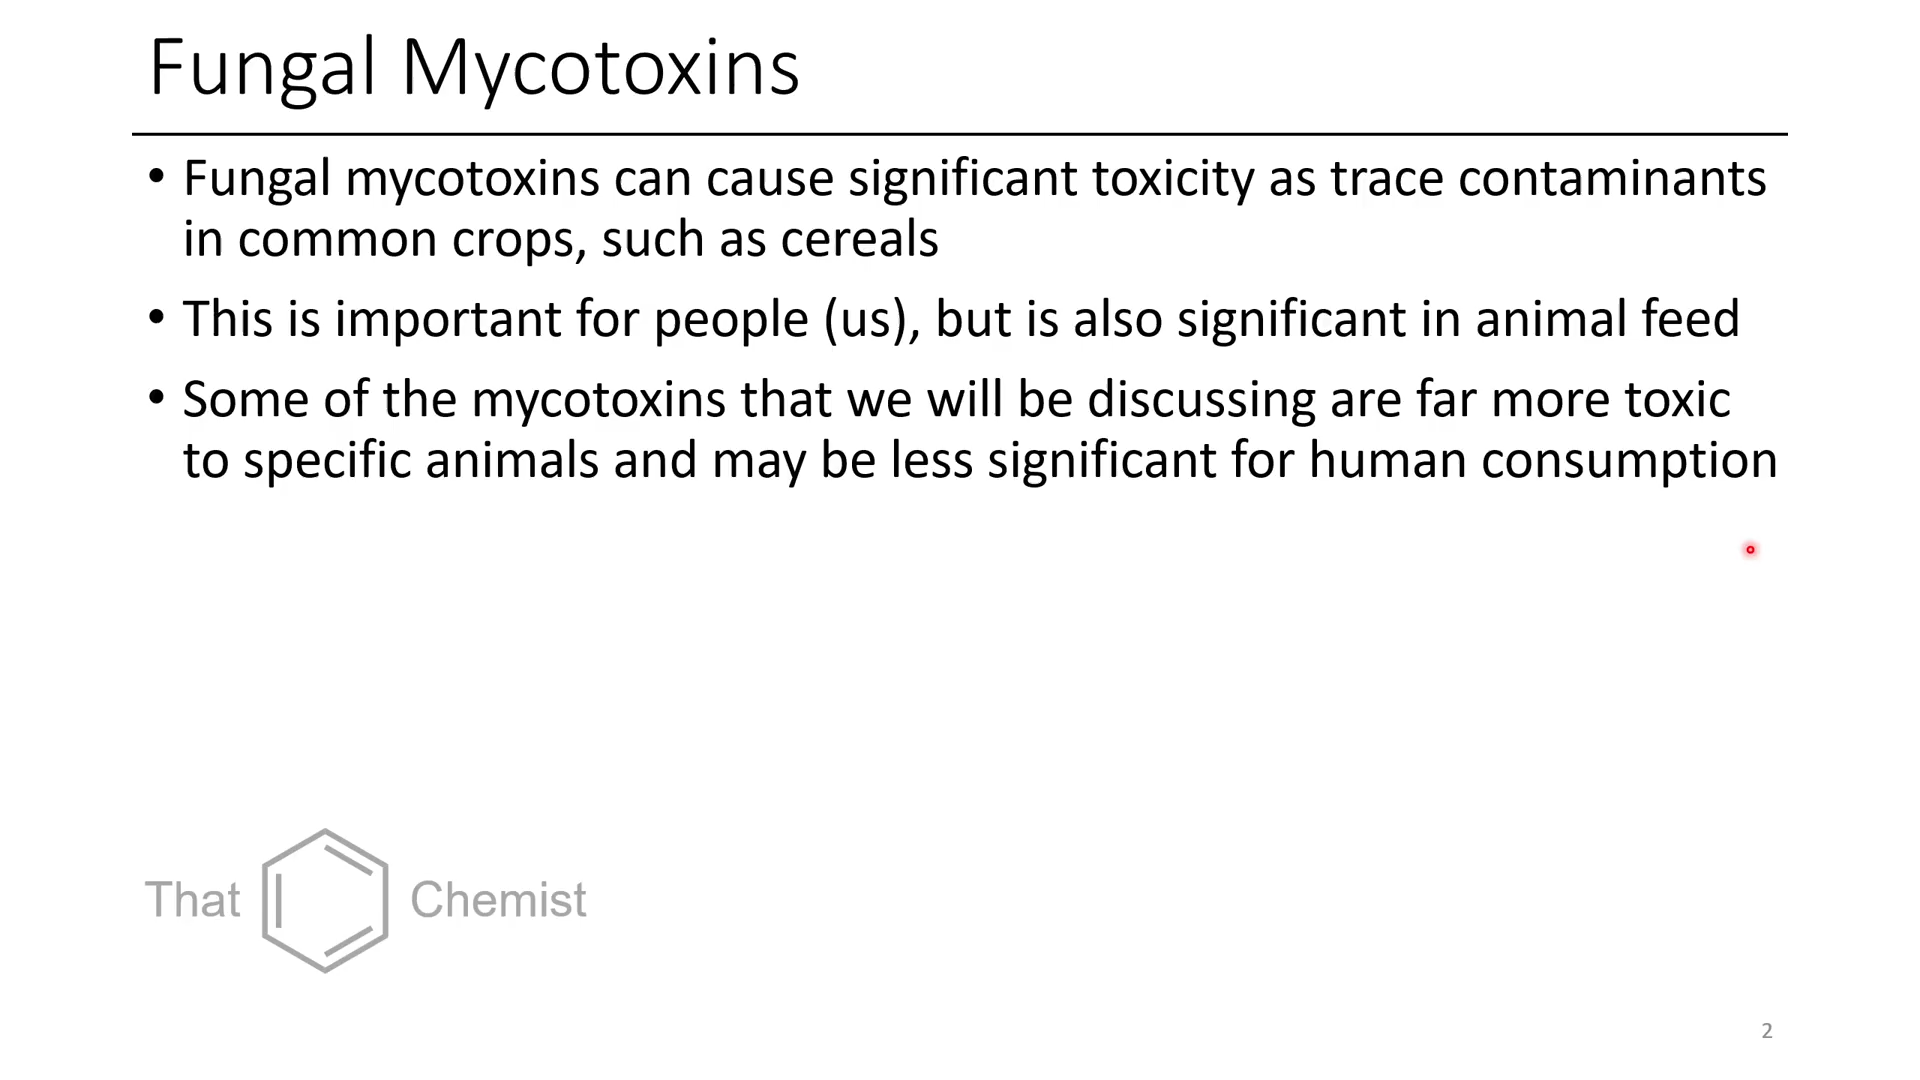 Fungal Mycotoxins
• Fungal mycotoxins can cause significant toxicity as trace contaminants
in common crops, such as cereals
• This is important for people (us), but is also significant in animal feed
• Some of the mycotoxins that we will be discussing are far more toxic
to specific animals and may be less significant for human consumption
That Chemist
2